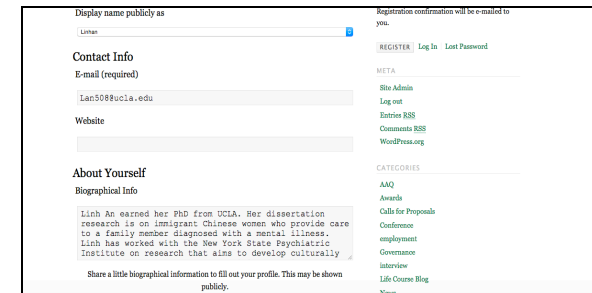 Display name publicly as
Linhan
Contact Info
E-mail (required)
Lan508@ucla.edu
Website
About Yourself
Biographical Info
Linh An earned her PhD from UCLA. Her dissertation
research is on immigrant Chinese women who provide care
to a family member diagnosed with a mental illness.
Linh has worked with the New York State Psychiatric
Institute on research that aims to develop culturally
Share a little biographical information to fill out your profile. This may be shown
publicly.
Registration confirmation will be e-mailed to
you.
REGISTER Log In Lost Password
META
Site Admin
Log out
Entries RSS
Comments RSS
WordPress.org
CATEGORIES
AAQ
Awards
Calls for Proposals
Conference
employment
Governance
interview
Life Course Blog
News